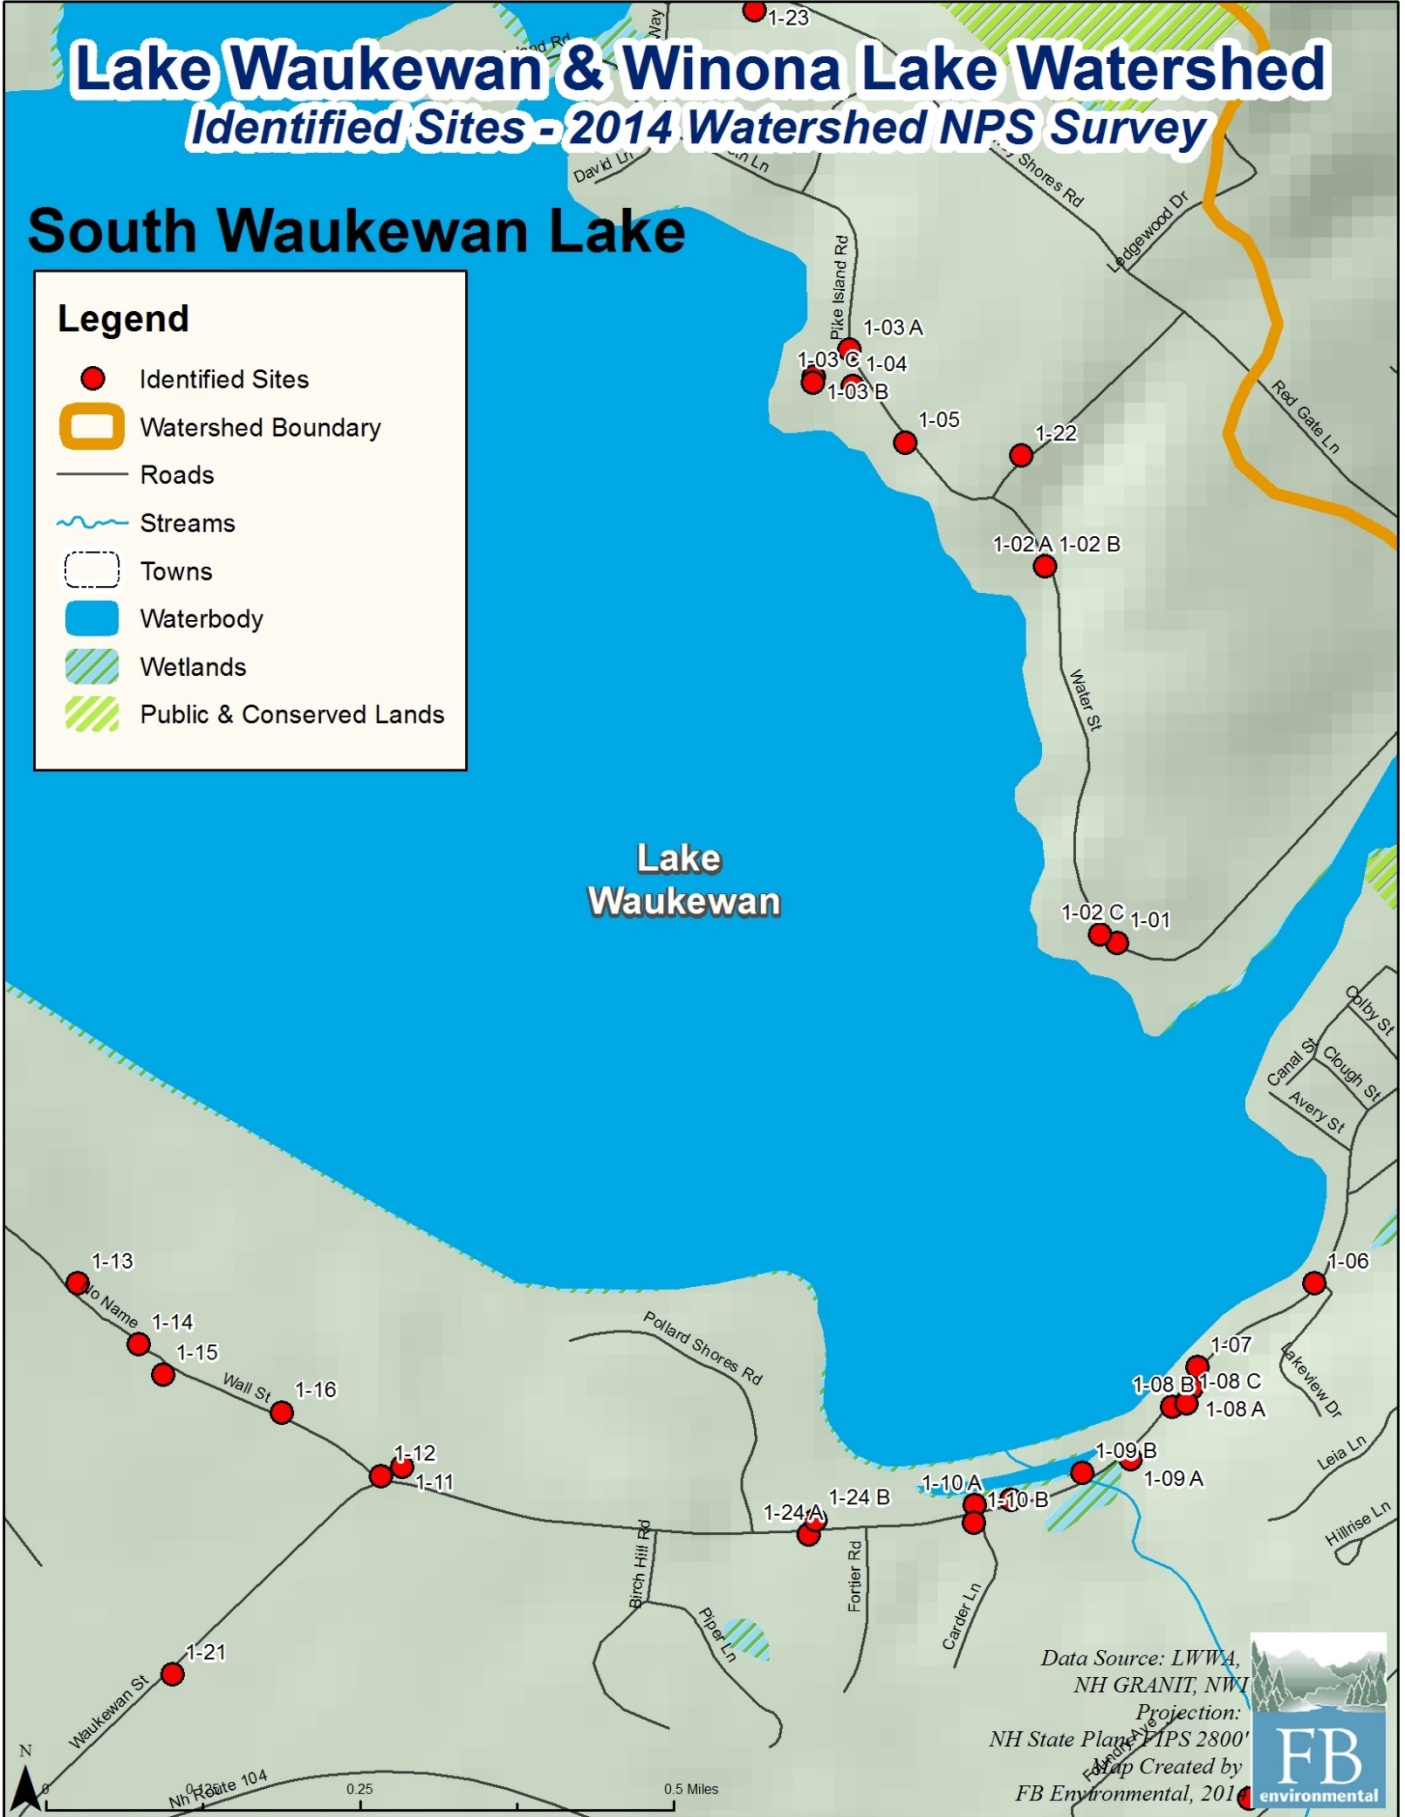 1-23
Way
Lake Waukewan & Winona Lake Watershed
Identified Sites - 2014 Watershed NPS Survey
David Ln
Shores Rd
Ledgewood Dr
South Waukewan Lake
Pike Island Rd
Legend
Identified Sites
Watershed Boundary
Roads
Streams
Towns
Waterbody
Wetlands
Public & Conserved Lands
1-03 A
1-03 C
1-04
1-03 B
Red Gate Ln
1-05
1-22
1-02 A
1-02 B
Water St
Lake
Waukewan
1-02 C
1-01
Colby St
Canal St
Clough St
Avery St
1-13
No Name
1-14
1-15
Wall St
1-16
1-12
1-11
Pollard Shores Rd
1-06
1-07
Lakeview Dr
1-08 B
1-08 C
1-08 A
Leia Ln
1-09 B
1-09 A
1-10 A
1-10 B
1-24 A
1-24 B
Hillrise Ln
Birch Hill Rd
Fortier Rd
Carder Ln
Piper Ln
1-21
Waukewan St
Data Source: LWWA,
NH GRANIT, NWI
Projection:
NH State Plane FIPS 2800'
Map Created by
FB Environmental, 2014
Foundry Ave
FB
environmental
N
Nh Route 104
0
0.125
0.25
0.5 Miles